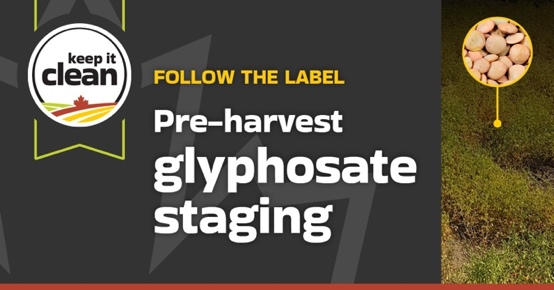 keep it
clean
FOLLOW THE LABEL
Pre-harvest
glyphosate
staging